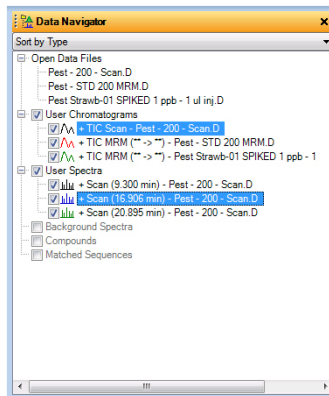 Data Navigator
Sort by Type
Open Data Files
Pest - 200 - Scan.D
Pest - STD 200 MRM.D
Pest Strawb-01 SPIKED 1 ppb - 1 ul inj.D
User Chromatograms
+ TIC Scan - Pest - 200 - Scan.D
+ TIC MRM (** -> **) - Pest - STD 200 MRM.D
+ TIC MRM (** -> **) - Pest Strawb-01 SPIKED 1 ppb - 1
User Spectra
+ Scan (9.300 min) - Pest - 200 - Scan.D
+ Scan (16.906 min) - Pest - 200 - Scan.D
+ Scan (20.895 min) - Pest - 200 - Scan.D
Background Spectra
Compounds
Matched Sequences